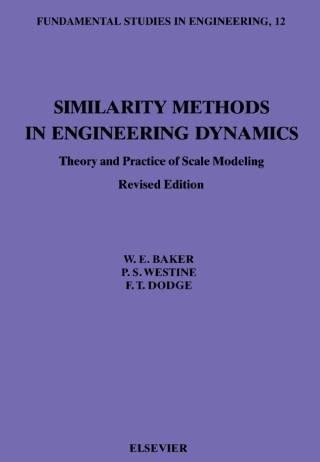 FUNDAMENTAL STUDIES IN ENGINEERING, 12
SIMILARITY METHODS
IN ENGINEERING DYNAMICS
Theory and Practice of Scale Modeling
Revised Edition
W. E. BAKER
P. S. WESTINE
F. T. DODGE
ELSEVIER